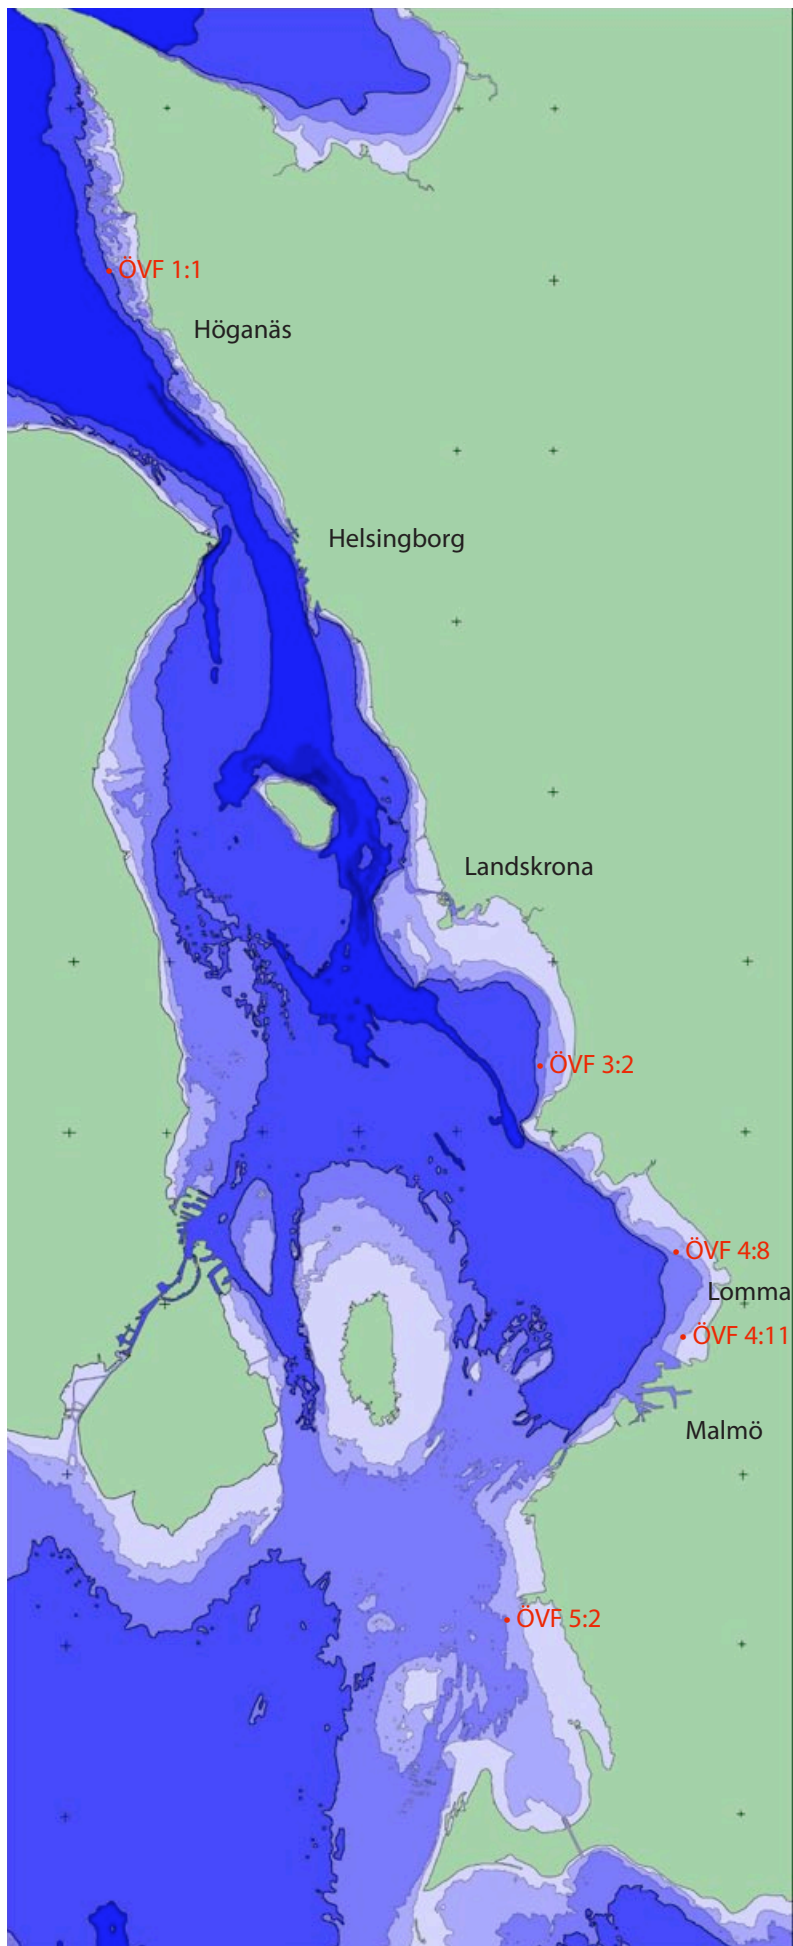 ÖVF 1:1
Höganäs
Helsingborg
Landskrona
ÖVF 3:2
ÖVF 4:8
Lomma
ÖVF 4:11
Malmö
ÖVF 5:2